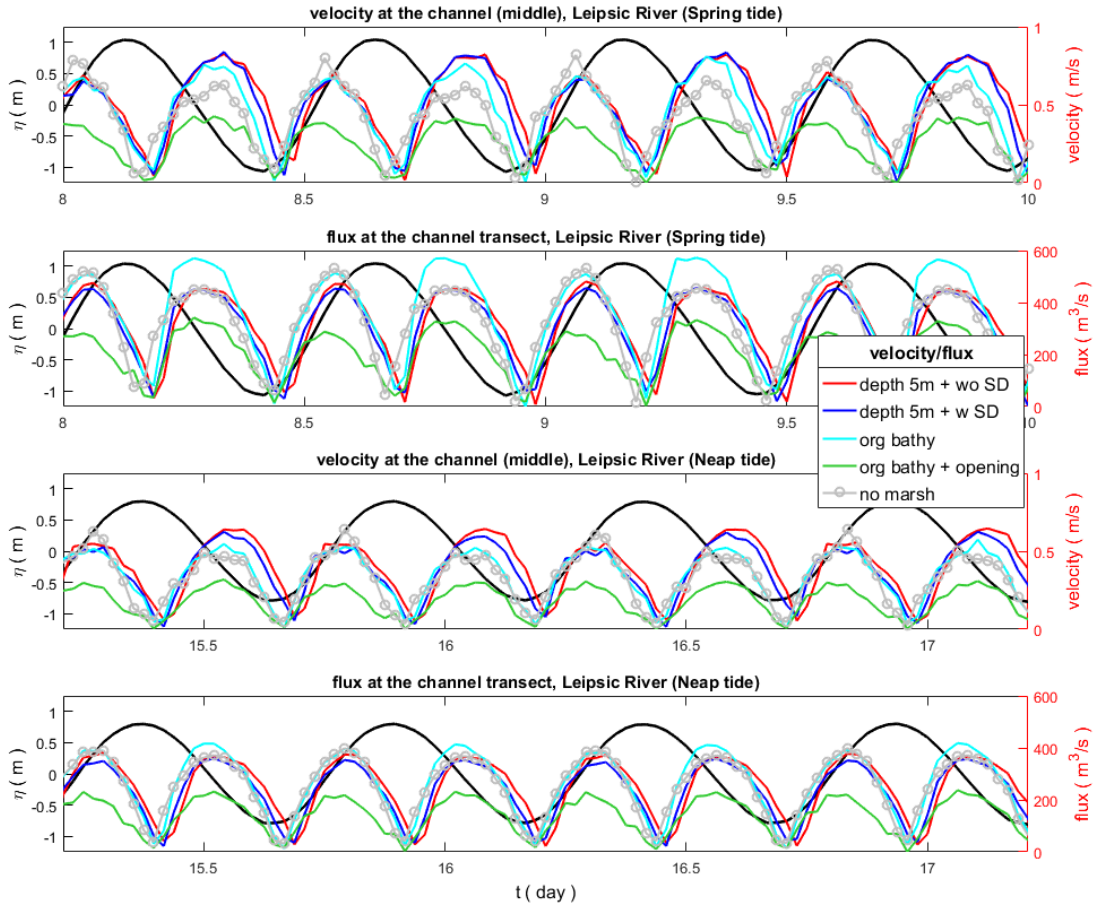 velocity at the channel (middle), Leipsic River (Spring tide)
1
0.5
0
-0.5
-1
η ( m )
1
0.5
0
velocity ( m/s )
8
8.5
9
9.5
10
flux at the channel transect, Leipsic River (Spring tide)
1
0.5
0
-0.5
-1
η ( m )
600
400
200
0
flux ( m³/s )
8
8.5
9
9.5
10
velocity/flux
depth 5m + wo SD
depth 5m + w SD
org bathy
org bathy + opening
no marsh
velocity at the channel (middle), Leipsic River (Neap tide)
1
0.5
0
-0.5
-1
η ( m )
1
0.5
0
velocity ( m/s )
15.5
16
16.5
17
flux at the channel transect, Leipsic River (Neap tide)
1
0.5
0
-0.5
-1
η ( m )
600
400
200
0
flux ( m³/s )
15.5
16
16.5
17
t ( day )